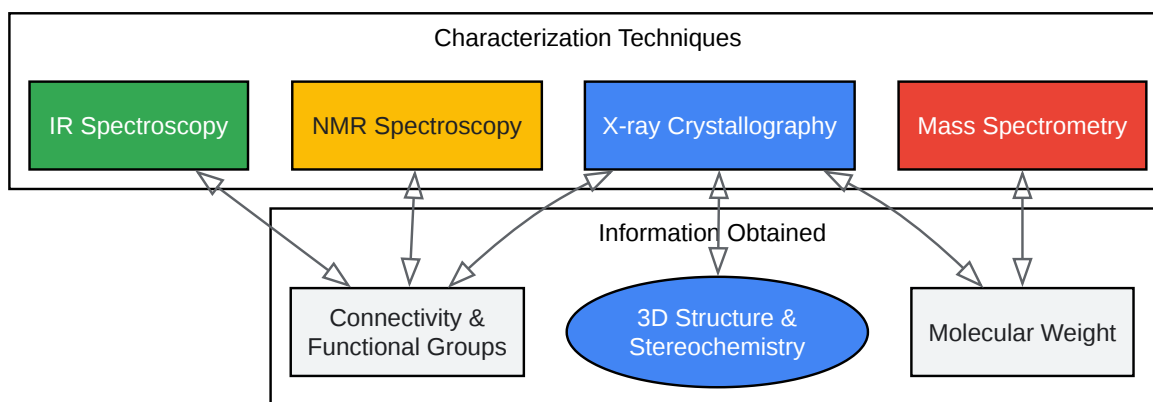 Characterization Techniques
IR Spectroscopy
NMR Spectroscopy
X-ray Crystallography
Mass Spectrometry
Information Obtained
Connectivity &
Functional Groups
3D Structure &
Stereochemistry
Molecular Weight